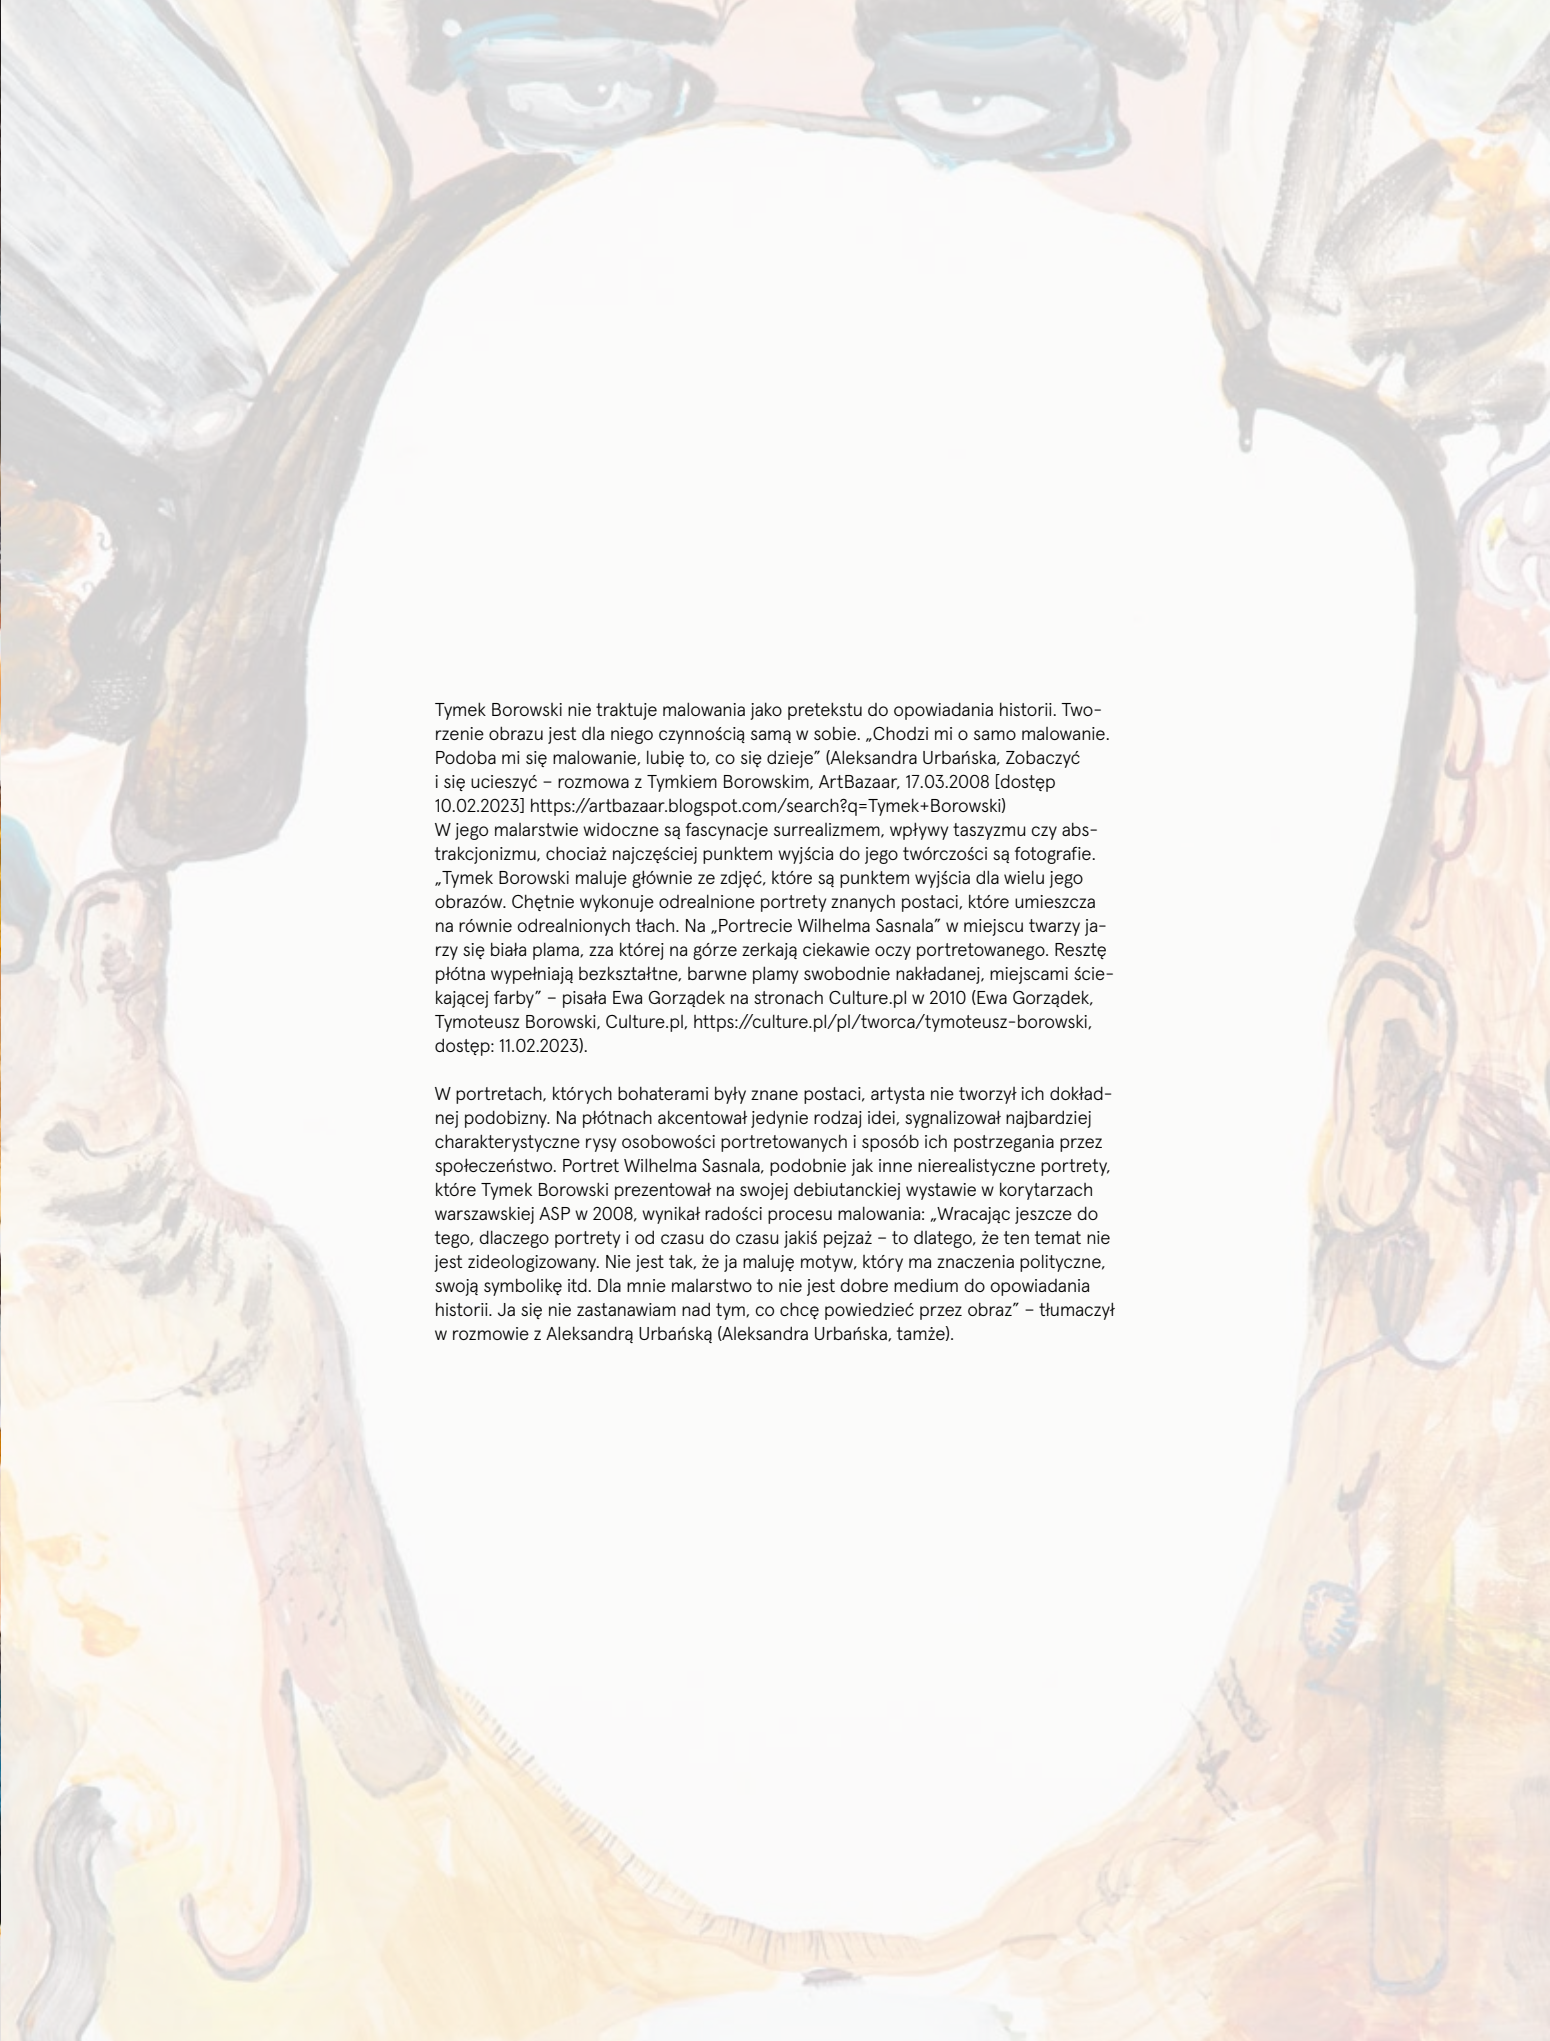 Tymek Borowski nie traktuje malowania jako pretekstu do opowiadania historii. Two-
rzenie obrazu jest dla niego czynnością samą w sobie. „Chodzi mi o samo malowanie.
Podoba mi się malowanie, lubię to, co się dzieje” (Aleksandra Urbańska, Zobaczyć
i się ucieszyć – rozmowa z Tymkiem Borowskim, ArtBazaar, 17.03.2008 [dostęp
10.02.2023] https://artbazaar.blogspot.com/search?q=Tymek+Borowski)
W jego malarstwie widoczne są fascynacje surrealizmem, wpływy taszyzmu czy abs-
trakcjonizmu, chociaż najczęściej punktem wyjścia do jego twórczości są fotografie.
„Tymek Borowski maluje głównie ze zdjęć, które są punktem wyjścia dla wielu jego
obrazów. Chętnie wykonuje odrealnione portrety znanych postaci, które umieszcza
na równie odrealnionych tłach. Na „Portrecie Wilhelma Sasnala” w miejscu twarzy ja-
rzy się biała plama, zza której na górze zerkają ciekawie oczy portretowanego. Resztę
płótna wypełniają bezkształtne, barwne plamy swobodnie nakładanej, miejscami ście-
kającej farby” – pisała Ewa Gorządek na stronach Culture.pl w 2010 (Ewa Gorządek,
Tymoteusz Borowski, Culture.pl, https://culture.pl/pl/tworca/tymoteusz-borowski,
dostęp: 11.02.2023).
W portretach, których bohaterami były znane postaci, artysta nie tworzył ich dokład-
nej podobizny. Na płótnach akcentował jedynie rodzaj idei, sygnalizował najbardziej
charakterystyczne rysy osobowości portretowanych i sposób ich postrzegania przez
społeczeństwo. Portret Wilhelma Sasnala, podobnie jak inne nierealistyczne portrety,
które Tymek Borowski prezentował na swojej debiutanckiej wystawie w korytarzach
warszawskiej ASP w 2008, wynikał radości procesu malowania: „Wracając jeszcze do
tego, dlaczego portrety i od czasu do czasu jakiś pejzaż – to dlatego, że ten temat nie
jest zideologizowany. Nie jest tak, że ja maluję motyw, który ma znaczenia polityczne,
swoją symbolikę itd. Dla mnie malarstwo to nie jest dobre medium do opowiadania
historii. Ja się nie zastanawiam nad tym, co chcę powiedzieć przez obraz” – tłumaczył
w rozmowie z Aleksandrą Urbańską (Aleksandra Urbańska, tamże).